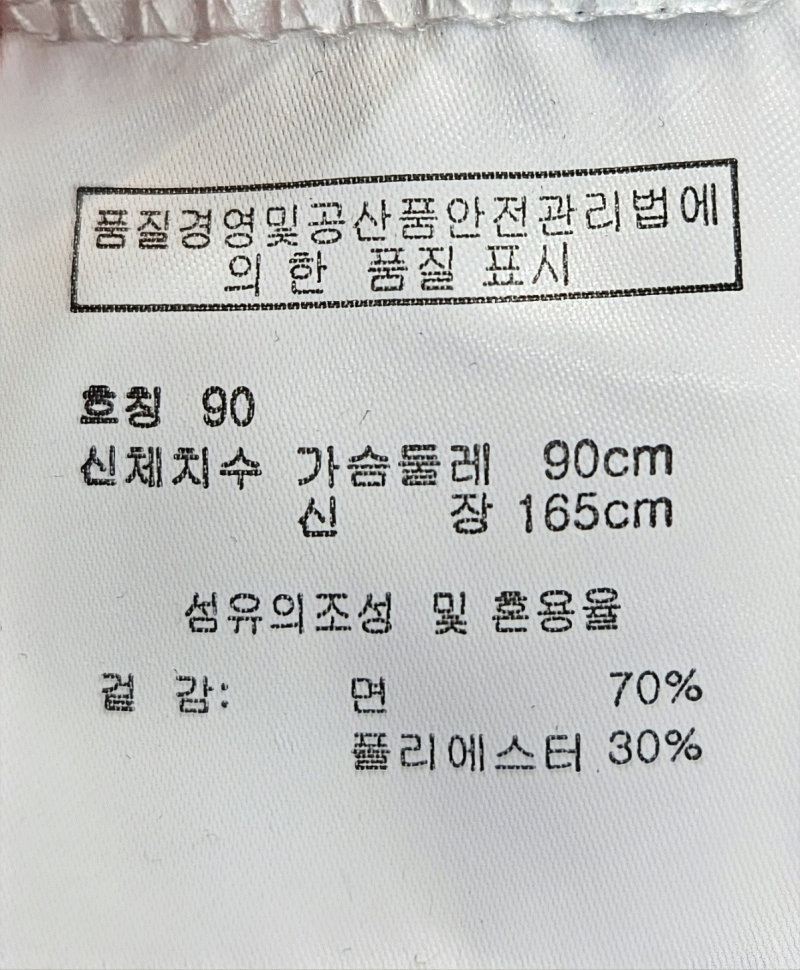 품질경영및공산품안전관리법에
의 한 품질 표시
호칭 90
신체치수 가슴둘레 90cm
신 장 165cm
섬유의조성 및 혼용율
겉 감: 면 70%
폴리에스터 30%